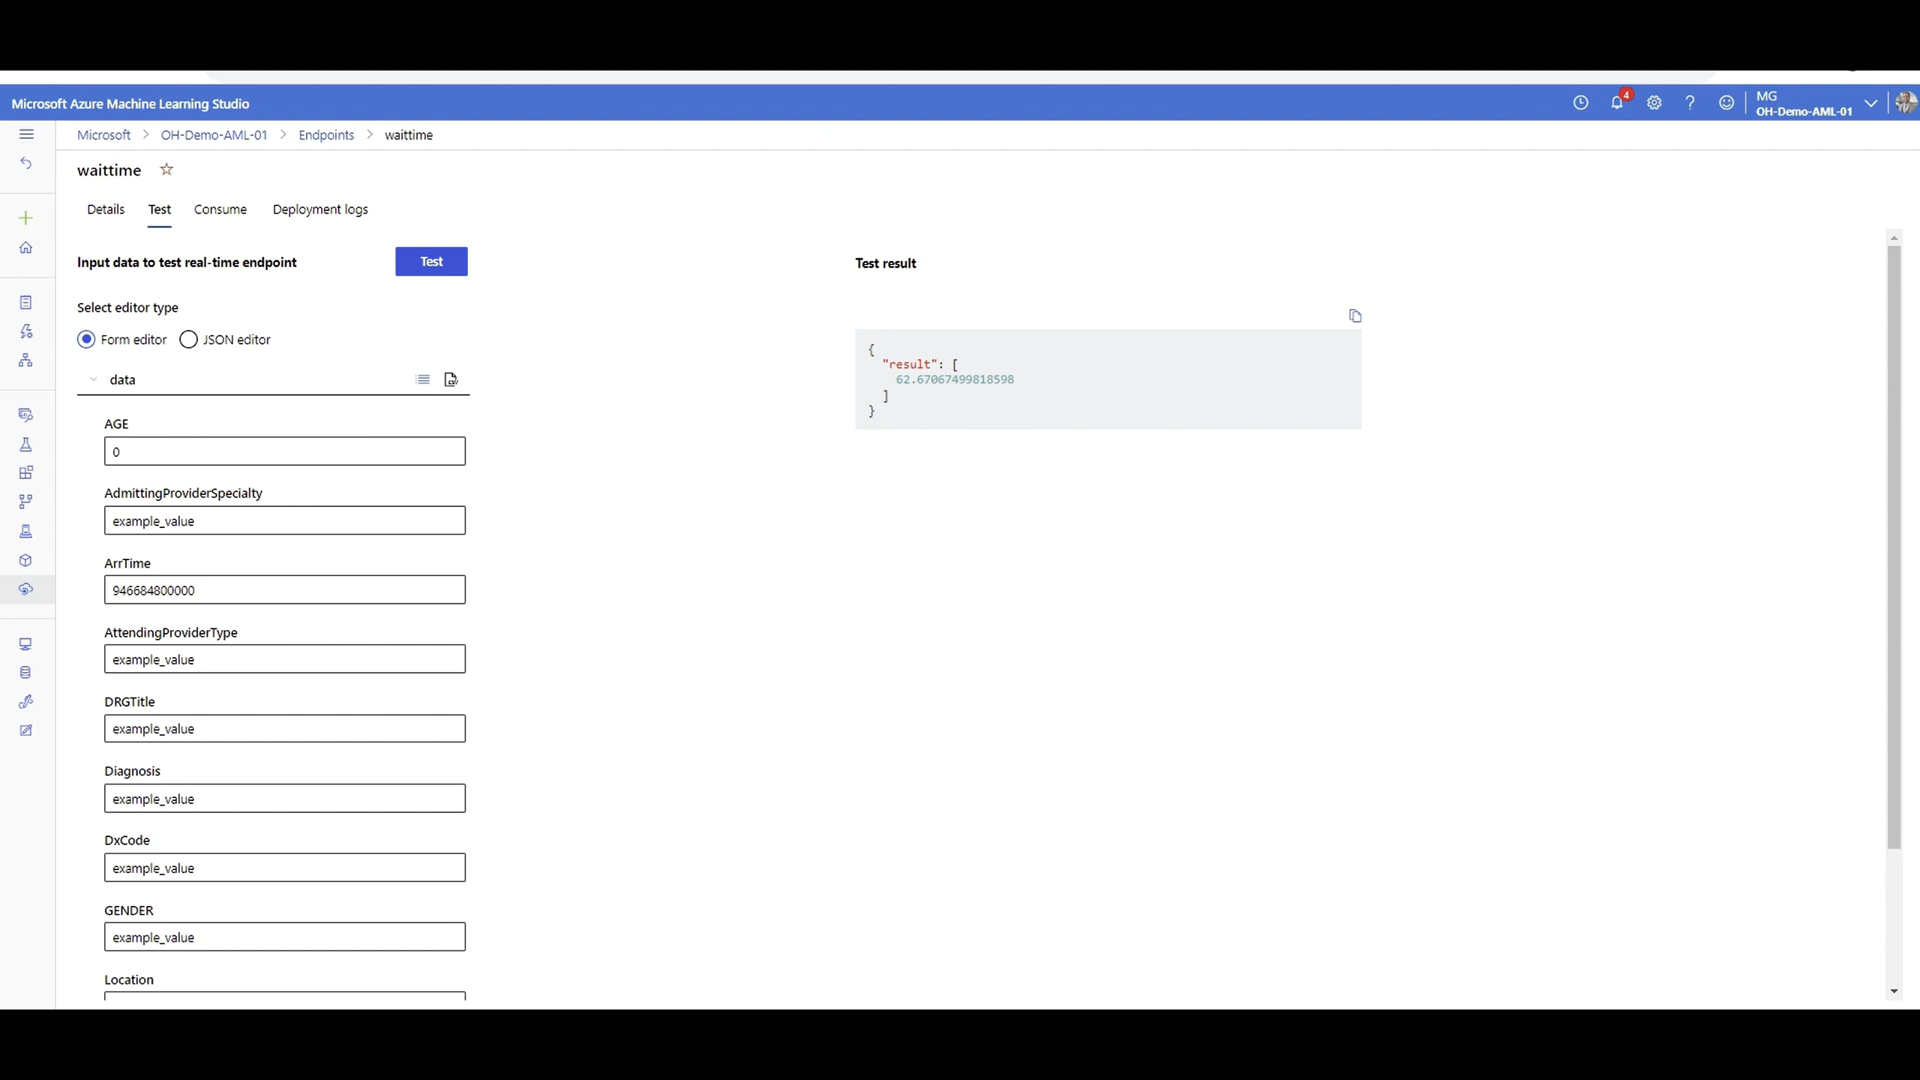 Microsoft Azure Machine Learning Studio
4
MG
OH-Demo-AML-01
Microsoft > OH-Demo-AML-01 > Endpoints > waittime
waittime
Details Test Consume Deployment logs
Input data to test real-time endpoint
Test
Test result
Select editor type
Form editor JSON editor
{
"result": [
62.67067499818598
]
}
data
AGE
0
AdmittingProviderSpecialty
example_value
ArrTime
946684800000
AttendingProviderType
example_value
DRGTitle
example_value
Diagnosis
example_value
DxCode
example_value
GENDER
example_value
Location